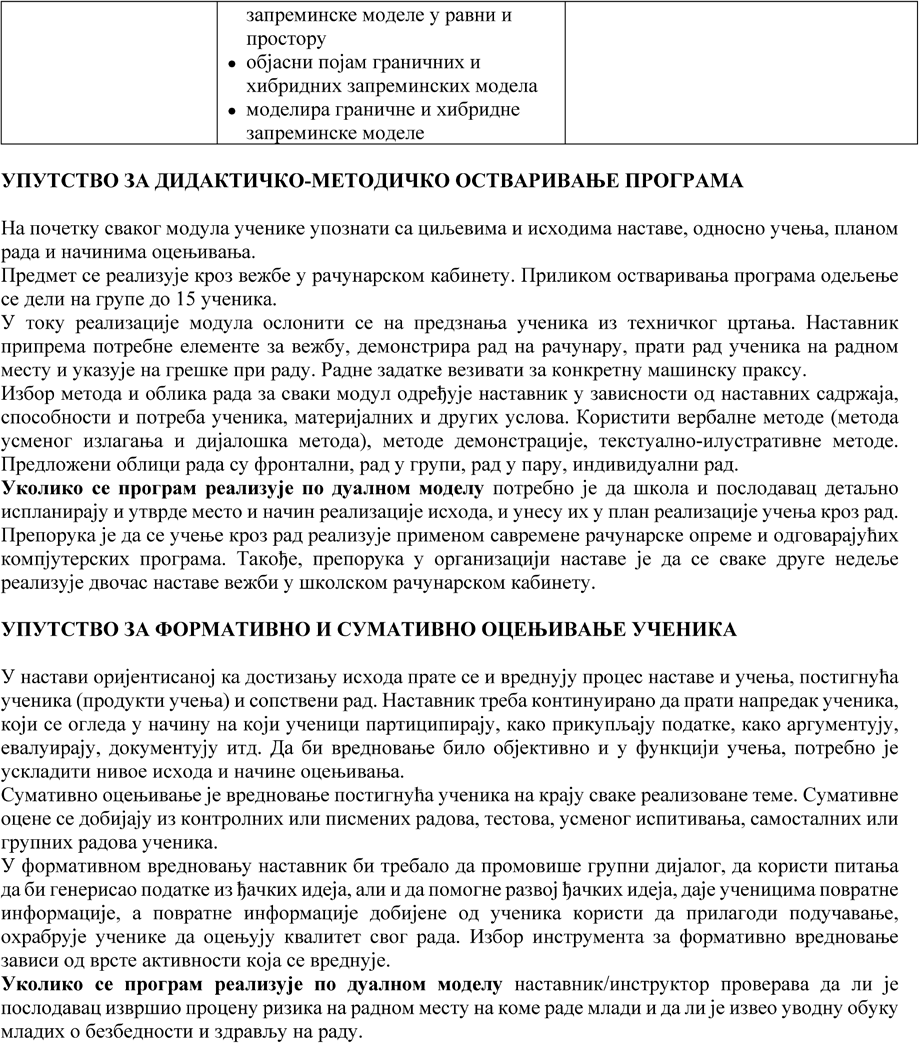 запреминске моделе у равни и
простору
• објасни појам граничних и
хибридних запреминских модела
• моделира граничне и хибридне
запреминске моделе
УПУТСТВО ЗА ДИДАКТИЧКО-МЕТОДИЧКО ОСТВАРИВАЊЕ ПРОГРАМА
На почетку сваког модула ученике упознати са циљевима и исходима наставе, односно учења, планом
рада и начинима оцењивања.
Предмет се реализује кроз вежбе у рачунарском кабинету. Приликом остваривања програма одељење
се дели на групе до 15 ученика.
У току реализације модула ослонити се на предзнања ученика из техничког цртања. Наставник
припрема потребне елементе за вежбу, демонстрира рад на рачунару, прати рад ученика на радном
месту и указује на грешке при раду. Радне задатке везивати за конкретну машинску праксу.
Избор метода и облика рада за сваки модул одређује наставник у зависности од наставних садржаја,
способности и потреба ученика, материјалних и других услова. Користити вербалне методе (метода
усменог излагања и дијалошка метода), методе демонстрације, текстуално-илустративне методе.
Предложени облици рада су фронтални, рад у групи, рад у пару, индивидуални рад.
Уколико се програм реализује по дуалном моделу потребно је да школа и послодавац детаљно
испланирају и утврде место и начин реализације исхода, и унесу их у план реализације учења кроз рад.
Препорука је да се учење кроз рад реализује применом савремене рачунарске опреме и одговарајућих
компјутерских програма. Такође, препорука у организацији наставе је да се сваке друге недеље
реализује двочас наставе вежби у школском рачунарском кабинету.
УПУТСТВО ЗА ФОРМАТИВНО И СУМАТИВНО ОЦЕЊИВАЊЕ УЧЕНИКА
У настави оријентисаној ка достизању исхода прате се и вреднују процес наставе и учења, постигнућа
ученика (продукти учења) и сопствени рад. Наставник треба континуирано да прати напредак ученика,
који се огледа у начину на који ученици партиципирају, како прикупљају податке, како аргументују,
евалуирају, документују итд. Да би вредновање било објективно и у функцији учења, потребно је
ускладити нивое исхода и начине оцењивања.
Сумативно оцењивање је вредновање постигнућа ученика на крају сваке реализоване теме. Сумативне
оцене се добијају из контролних или писмених радова, тестова, усменог испитивања, самосталних или
групних радова ученика.
У формативном вредновању наставник би требало да промовише групни дијалог, да користи питања
да би генерисао податке из ђачких идеја, али и да помогне развој ђачких идеја, даје ученицима повратне
информације, а повратне информације добијене од ученика користи да прилагоди подучавање,
охрабрује ученике да оцењују квалитет свог рада. Избор инструмента за формативно вредновање
зависи од врсте активности која се вреднује.
Уколико се програм реализује по дуалном моделу наставник/инструктор проверава да ли је
послодавац извршио процену ризика на радном месту на коме раде млади и да ли је извео уводну обуку
младих о безбедности и здрављу на раду.